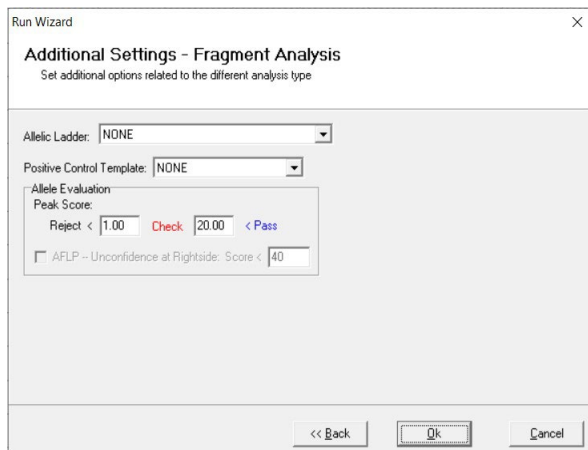 Run Wizard
Additional Settings - Fragment Analysis
Set additional options related to the different analysis type
Allelic Ladder: NONE
Positive Control Template: NONE
Allele Evaluation
Peak Score:
Reject < 1.00 Check 20.00 < Pass
AFLP -- Unconfidence at Rightside: Score < 40
<< Back Ok Cancel